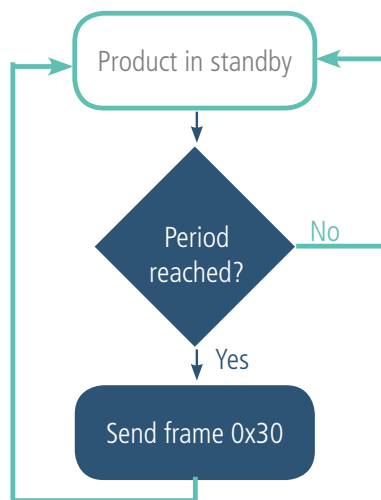 Product in standby
Period
reached?
No
Yes
Send frame 0x30